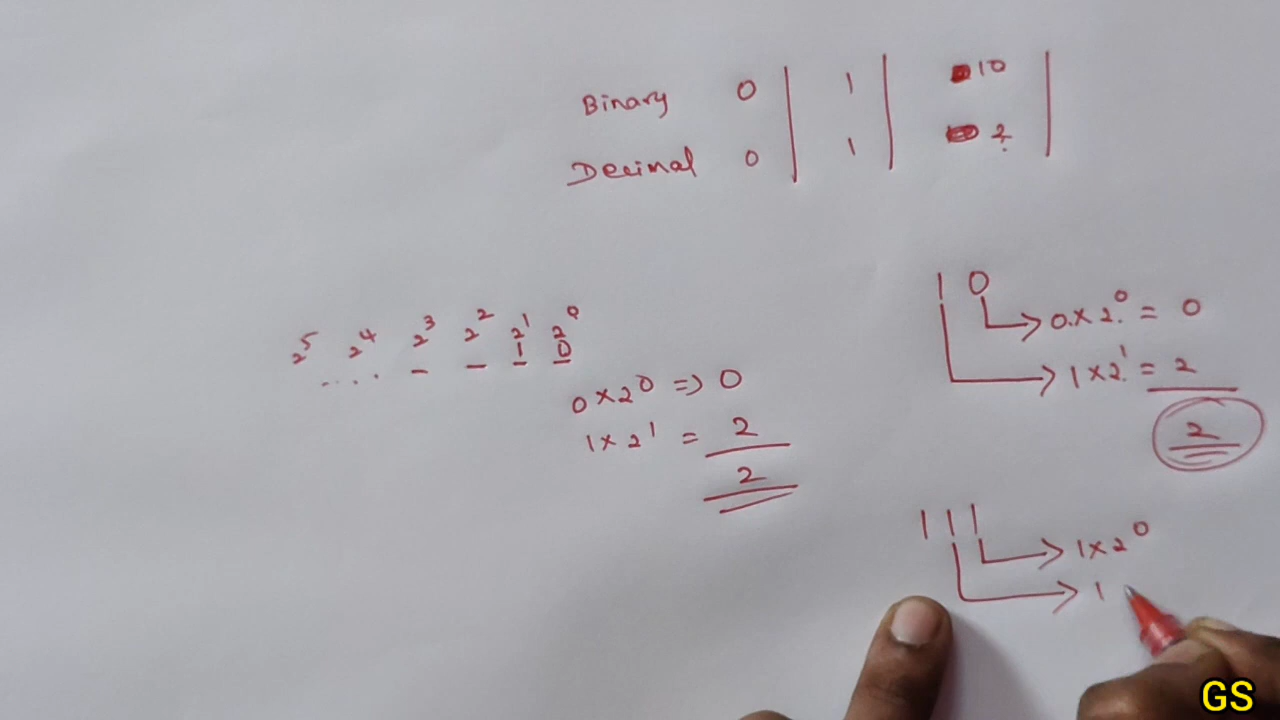 Binary 0 | 1 | 10 |
Decimal 0 | 1 | 2 |
2⁵ 2⁴ 2³ 2² 2¹ 2⁰
.... – – 1 0
0 × 2⁰ => 0
1 × 2¹ = 2
2
1 0
0 × 2⁰ = 0
1 × 2¹ = 2
2
1 1 1
1 × 2⁰
1
GS